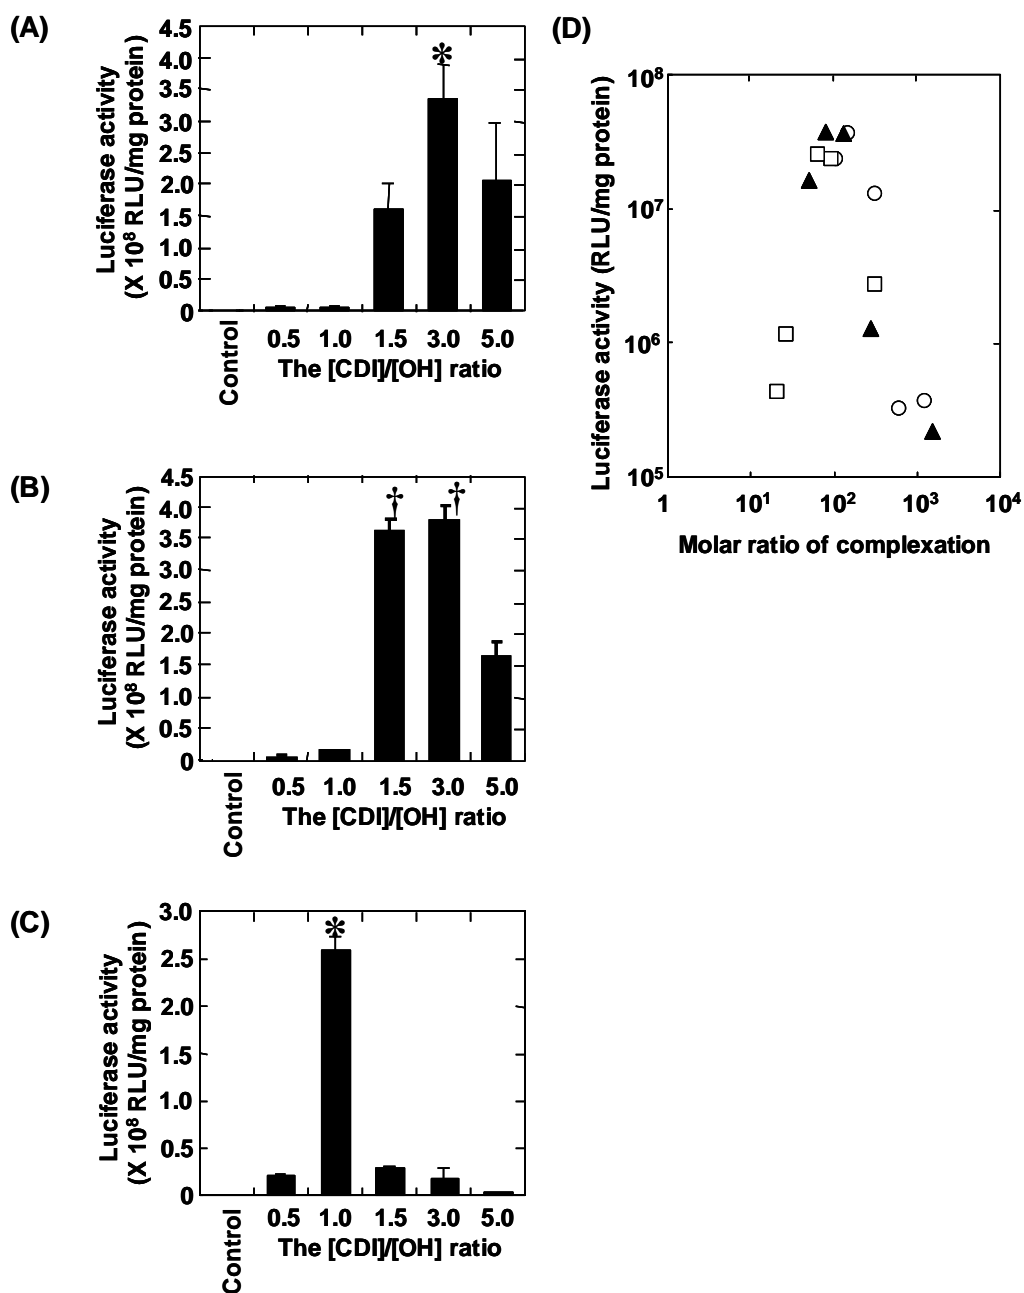 (A)
Luciferase activity
(X 10⁸ RLU/mg protein)
4.5
4.0
3.5
3.0
2.5
2.0
1.5
1.0
0.5
0
*
Control
0.5 1.0 1.5 3.0 5.0
The [CDI]/[OH] ratio
(B)
Luciferase activity
(X 10⁸ RLU/mg protein)
4.5
4.0
3.5
3.0
2.5
2.0
1.5
1.0
0.5
0
† †
Control
0.5 1.0 1.5 3.0 5.0
The [CDI]/[OH] ratio
(C)
Luciferase activity
(X 10⁸ RLU/mg protein)
3.0
2.5
2.0
1.5
1.0
0.5
0
*
Control
0.5 1.0 1.5 3.0 5.0
The [CDI]/[OH] ratio
(D)
Luciferase activity (RLU/mg protein)
10⁸
10⁷
10⁶
10⁵
1 10¹ 10² 10³ 10⁴
Molar ratio of complexation